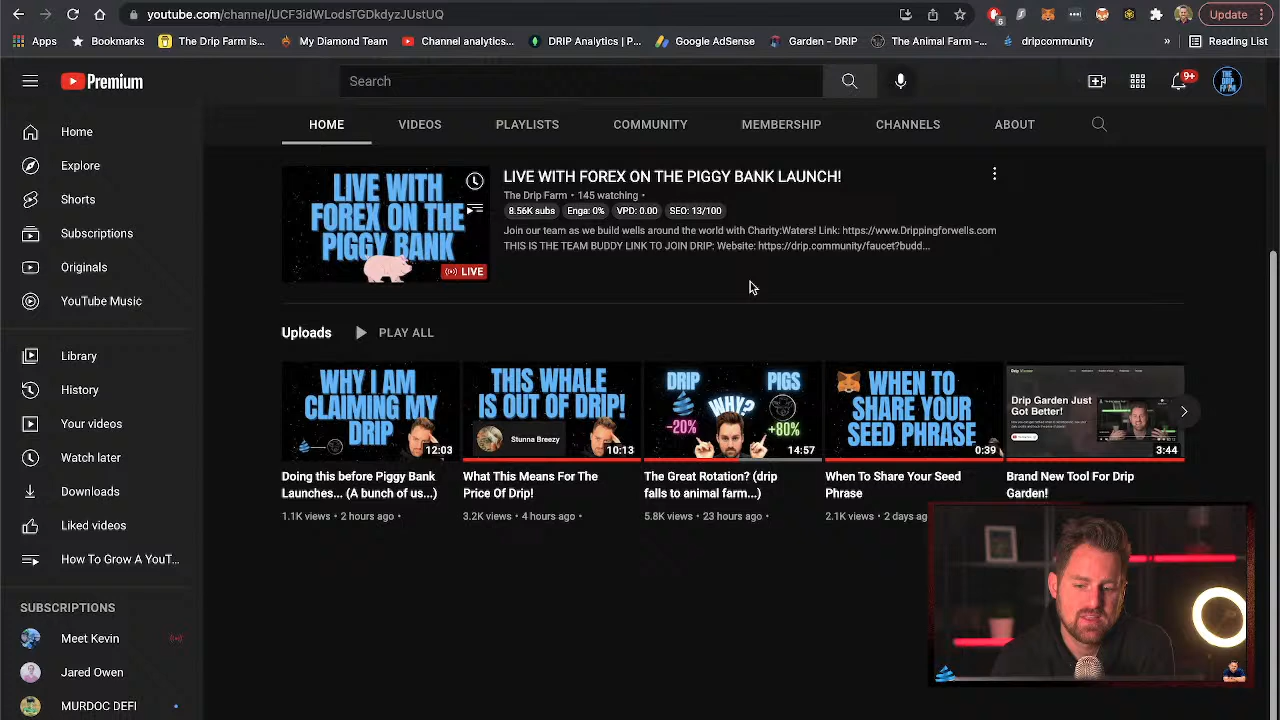 youtube.com/channel/UCF3idWLodsTGDkdyzJUstUQ
6
Update
Apps
Bookmarks
The Drip Farm is...
My Diamond Team
Channel analytics...
DRIP Analytics | P...
Google AdSense
Garden – DRIP
The Animal Farm –...
dripcommunity
»
Reading List
Premium
Search
9+
THE DRIP FARM
HOME
VIDEOS
PLAYLISTS
COMMUNITY
MEMBERSHIP
CHANNELS
ABOUT
Home
Explore
Shorts
Subscriptions
Originals
YouTube Music
Library
History
Your videos
Watch later
Downloads
Liked videos
How To Grow A YouT...
SUBSCRIPTIONS
Meet Kevin
Jared Owen
MURDOC DEFI
LIVE WITH
FOREX ON THE
PIGGY BANK
LIVE
LIVE WITH FOREX ON THE PIGGY BANK LAUNCH!
The Drip Farm • 145 watching •
8.56K subs
Enga: 0%
VPD: 0.00
SEO: 13/100
Join our team as we build wells around the world with Charity:Waters! Link: https://www.Drippingforwells.com
THIS IS THE TEAM BUDDY LINK TO JOIN DRIP: Website: https://drip.community/faucet?budd...
Uploads
PLAY ALL
WHY I AM
CLAIMING MY
DRIP
12:03
Doing this before Piggy Bank
Launches... (A bunch of us...)
1.1K views • 2 hours ago •
THIS WHALE
IS OUT OF DRIP!
Stunna Breezy
10:13
What This Means For The
Price Of Drip!
3.2K views • 4 hours ago •
DRIP
PIGS
WHY?
-20%
+80%
14:57
The Great Rotation? (drip
falls to animal farm...)
5.8K views • 23 hours ago •
WHEN TO
SHARE YOUR
SEED PHRASE
0:39
When To Share Your Seed
Phrase
2.1K views • 2 days ag
Drip Garden Just
Got Better!
3:44
Brand New Tool For Drip
Garden!